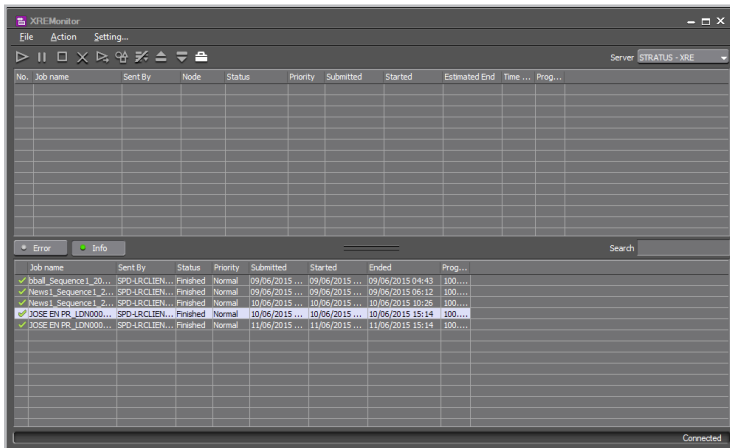 XREMonitor
File Action Setting...
Server STRATUS - XRE
No. Job name Sent By Node Status Priority Submitted Started Estimated End Time ... Prog...
Error Info Search
Job name Sent By Status Priority Submitted Started Ended Prog...
bball_Sequence1_20... SPD-LRCLIEN... Finished Normal 09/06/2015 ... 09/06/2015 ... 09/06/2015 04:43 100....
News1_Sequence1_2... SPD-LRCLIEN... Finished Normal 09/06/2015 ... 09/06/2015 ... 09/06/2015 06:12 100....
News1_Sequence1_2... SPD-LRCLIEN... Finished Normal 10/06/2015 ... 10/06/2015 ... 10/06/2015 10:26 100....
JOSE EN PR_LDN000... SPD-LRCLIEN... Finished Normal 10/06/2015 ... 10/06/2015 ... 10/06/2015 15:14 100....
JOSE EN PR_LDN000... SPD-LRCLIEN... Finished Normal 11/06/2015 ... 11/06/2015 ... 11/06/2015 15:14 100....
Connected